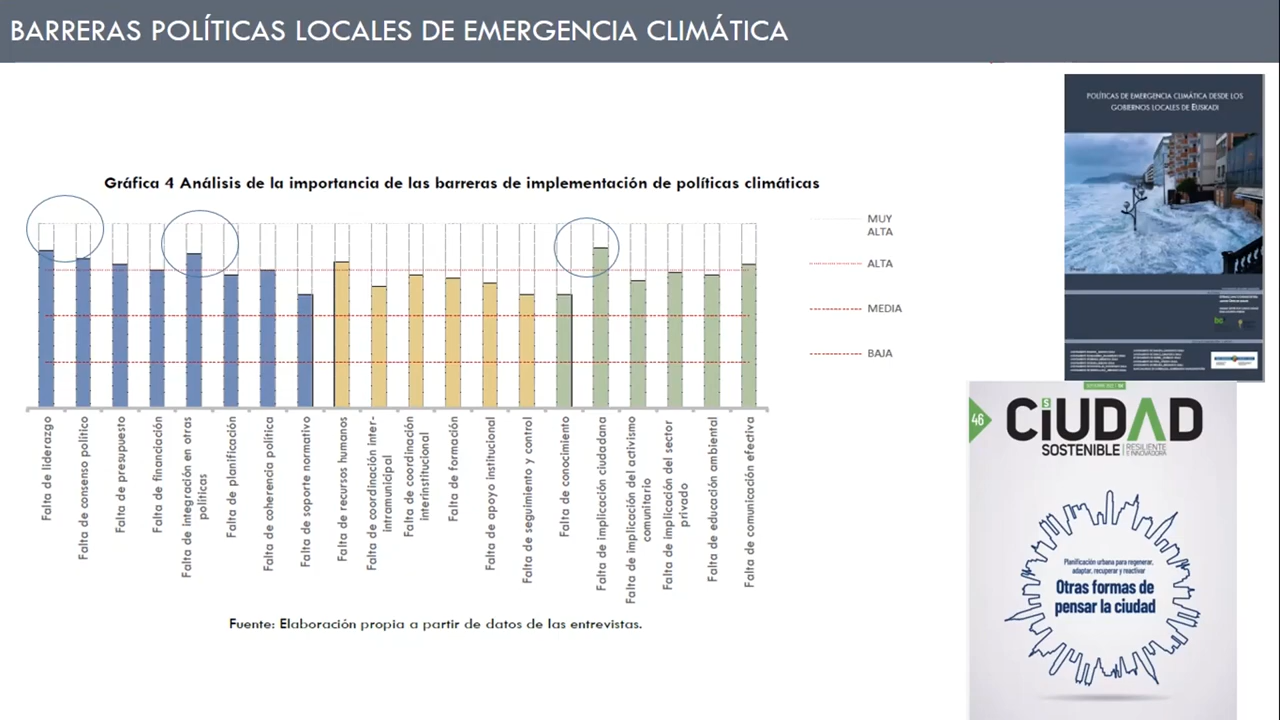 BARRERAS POLÍTICAS LOCALES DE EMERGENCIA CLIMÁTICA
Gráfica 4 Análisis de la importancia de las barreras de implementación de políticas climáticas
MUY
ALTA
ALTA
MEDIA
BAJA
Falta de liderazgo
Falta de consenso político
Falta de presupuesto
Falta de financiación
Falta de integración en otras
políticas
Falta de planificación
Falta de coherencia política
Falta de soporte normativo
Falta de recursos humanos
Falta de coordinación inter-
intramunicipal
Falta de coordinación
interinstitucional
Falta de formación
Falta de apoyo institucional
Falta de seguimiento y control
Falta de conocimiento
Falta de implicación ciudadana
Falta de implicación del activismo
comunitario
Falta de implicación del sector
privado
Falta de educación ambiental
Falta de comunicación efectiva
Fuente: Elaboración propia a partir de datos de las entrevistas.
POLÍTICAS DE EMERGENCIA CLIMÁTICA DESDE LOS
GOBIERNOS LOCALES DE EUSKADI
46
CiUDAD
SOSTENIBLE RESILIENTE
E INNOVADORA
Planificación urbana para regenerar,
adaptar, recuperar y reactivar
Otras formas de
pensar la ciudad